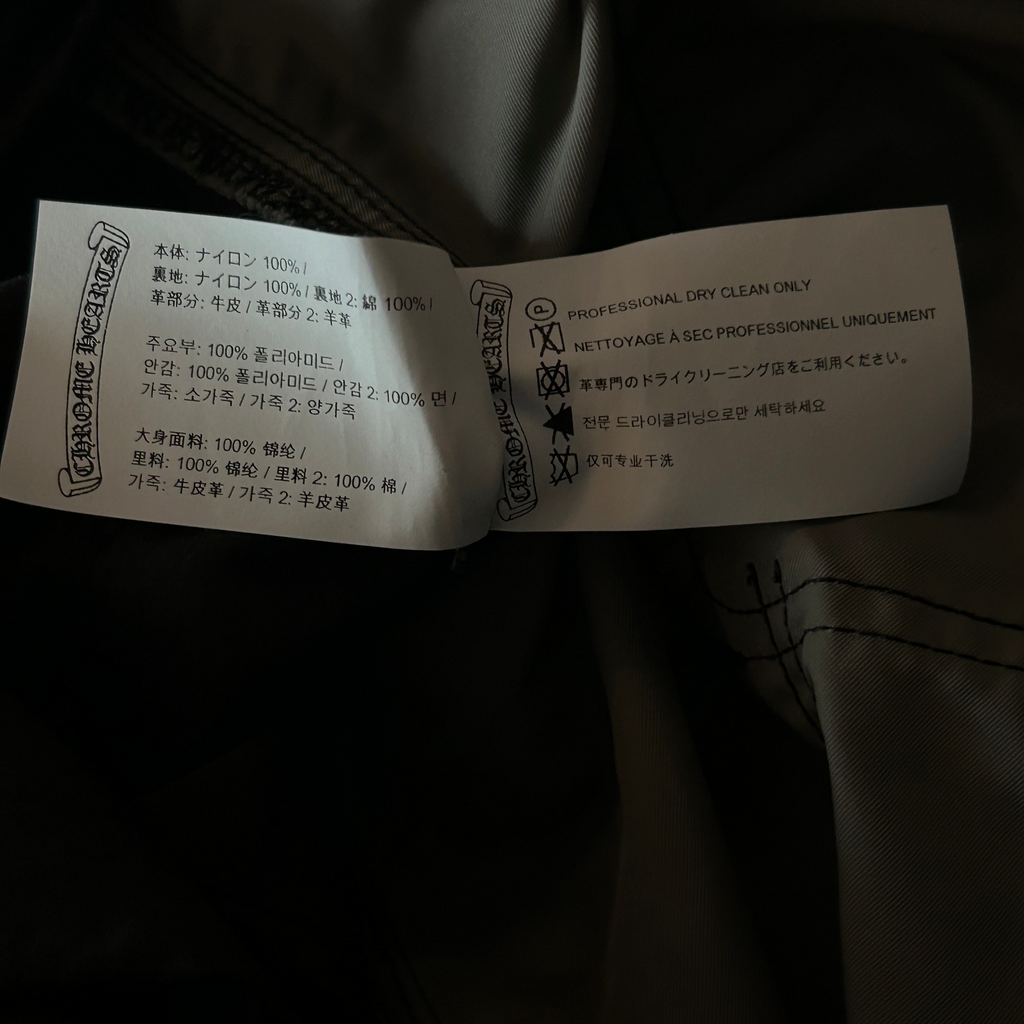 CHROME HEARTS
本体: ナイロン 100% /
裏地: ナイロン 100% / 裏地 2: 綿 100% /
革部分: 牛皮 / 革部分 2: 羊革
주요부: 100% 폴리아미드 /
안감: 100% 폴리아미드 / 안감 2: 100% 면 /
가죽: 소가죽 / 가죽 2: 양가죽
大身面料: 100% 锦纶 /
里料: 100% 锦纶 / 里料 2: 100% 棉 /
가죽: 牛皮革 / 가죽 2: 羊皮革
CHROME HEARTS
P
PROFESSIONAL DRY CLEAN ONLY
NETTOYAGE À SEC PROFESSIONNEL UNIQUEMENT
革専門のドライクリーニング店をご利用ください。
전문 드라이클리닝으로만 세탁하세요
仅可专业干洗